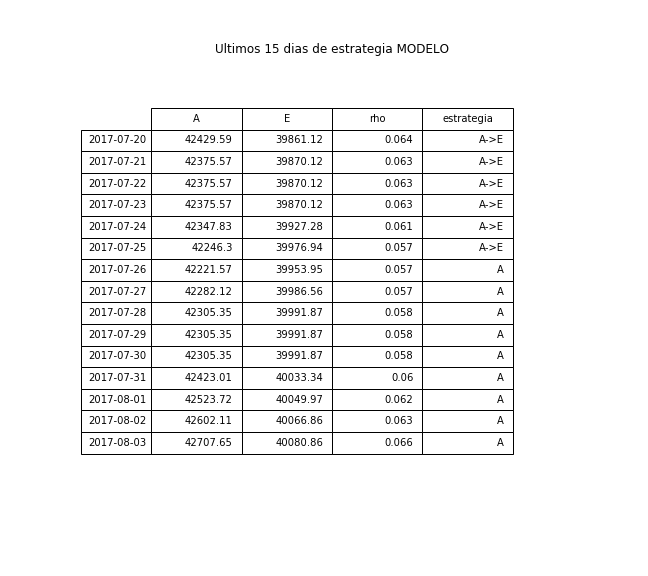 Ultimos 15 dias de estrategia MODELO
A E rho estrategia
2017-07-20 42429.59 39861.12 0.064 A->E
2017-07-21 42375.57 39870.12 0.063 A->E
2017-07-22 42375.57 39870.12 0.063 A->E
2017-07-23 42375.57 39870.12 0.063 A->E
2017-07-24 42347.83 39927.28 0.061 A->E
2017-07-25 42246.3 39976.94 0.057 A->E
2017-07-26 42221.57 39953.95 0.057 A
2017-07-27 42282.12 39986.56 0.057 A
2017-07-28 42305.35 39991.87 0.058 A
2017-07-29 42305.35 39991.87 0.058 A
2017-07-30 42305.35 39991.87 0.058 A
2017-07-31 42423.01 40033.34 0.06 A
2017-08-01 42523.72 40049.97 0.062 A
2017-08-02 42602.11 40066.86 0.063 A
2017-08-03 42707.65 40080.86 0.066 A